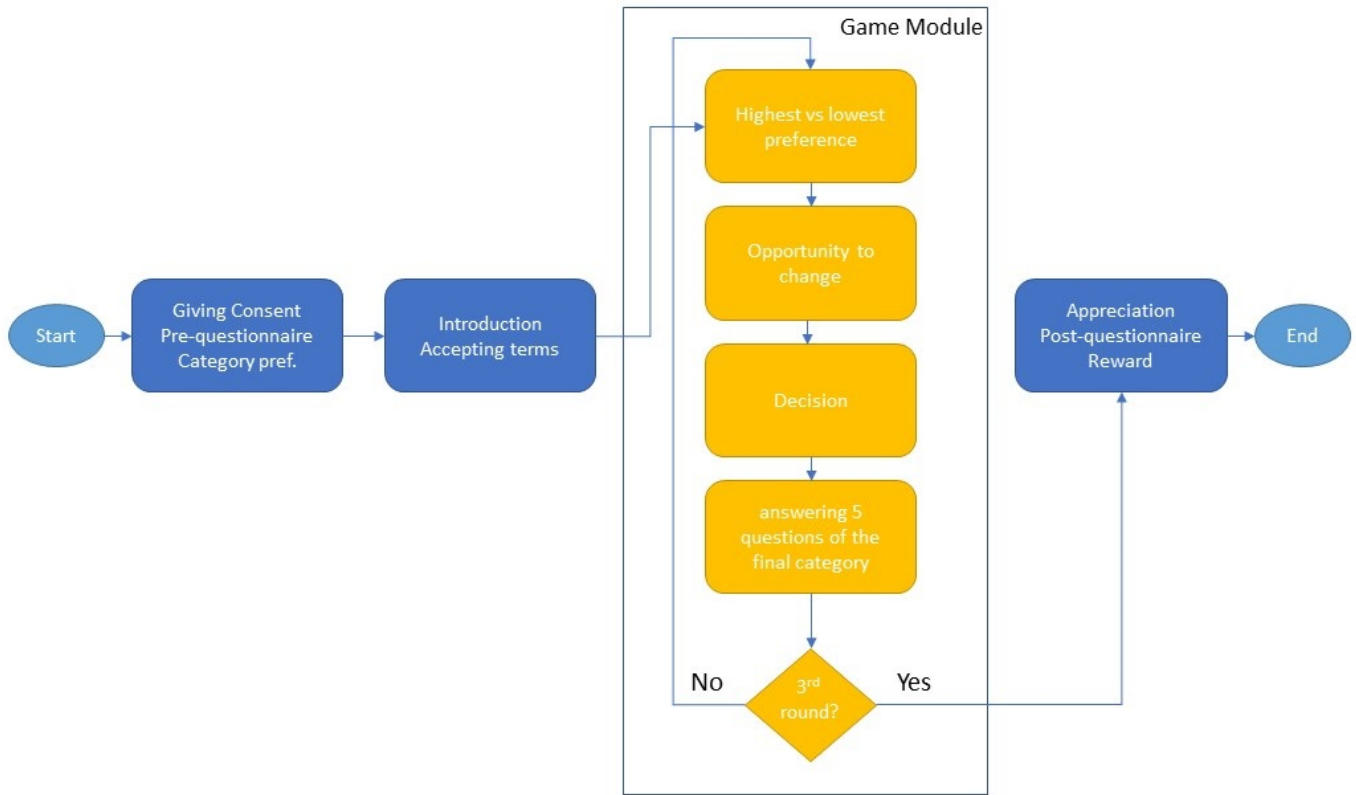 Game Module
Start
Giving Consent
Pre-questionnaire
Category pref.
Introduction
Accepting terms
Highest vs lowest
preference
Opportunity to
change
Decision
answering 5
questions of the
final category
No
3rd
round?
Yes
Appreciation
Post-questionnaire
Reward
End